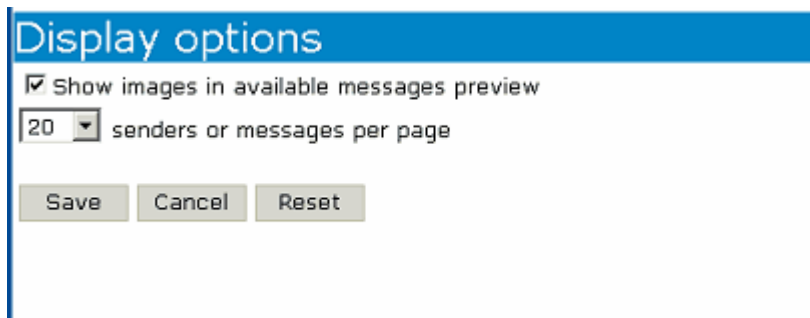 Display options
Show images in available messages preview
20 senders or messages per page
Save Cancel Reset